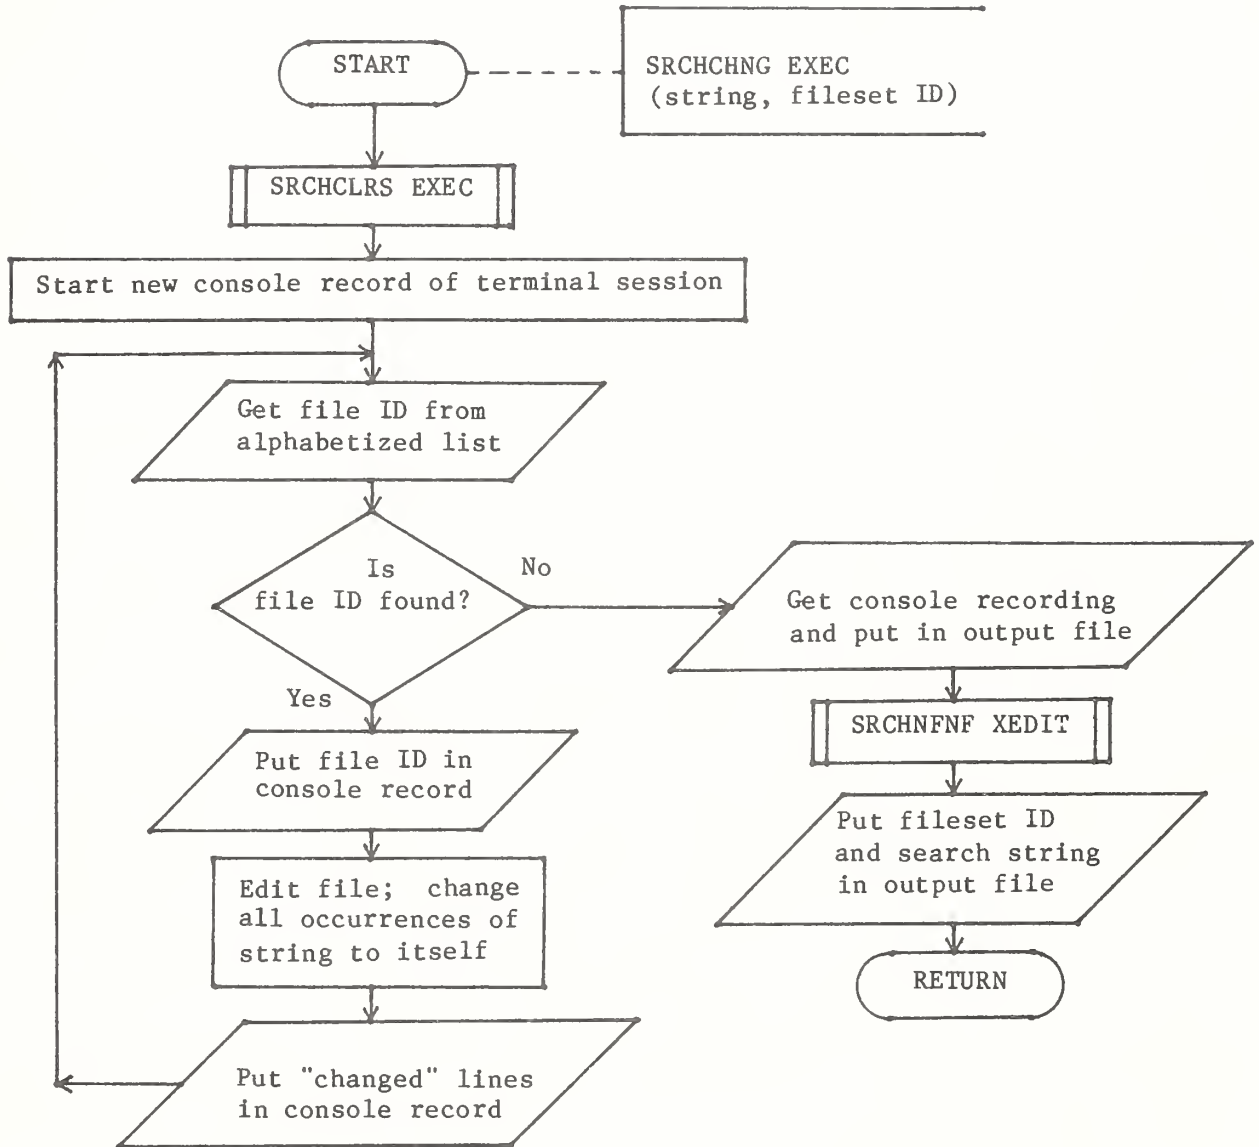 START
SRCHCHNG EXEC
(string, fileset ID)
SRCHCLRS EXEC
Start new console record of terminal session
Get file ID from
alphabetized list
Is
file ID found?
No
Yes
Put file ID in
console record
Edit file; change
all occurrences of
string to itself
Put "changed" lines
in console record
Get console recording
and put in output file
SRCHNFNF XEDIT
Put fileset ID
and search string
in output file
RETURN